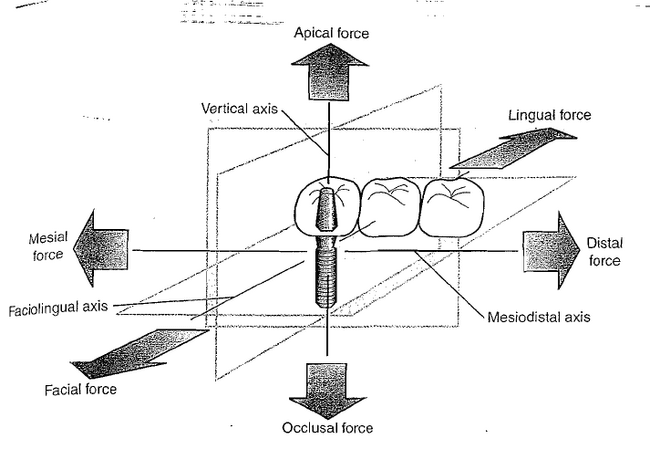 Apical force
Vertical axis
Lingual force
Mesial
force
Distal
force
Faciolingual axis
Mesiodistal axis
Facial force
Occlusal force